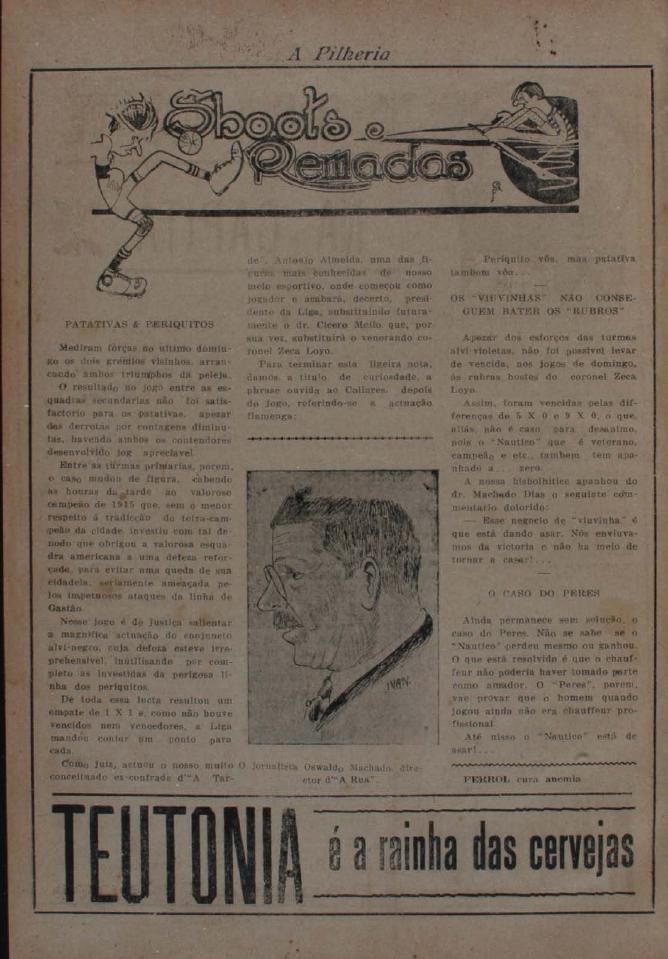 A Pilheria
Shoots e
Remadas
PATATIVAS & PERIQUITOS
Mediram fórças no ultimo domin-
go os dois gremios visinhos, arran-
cando ambos triumphos da peleja.
O resultado no jogo entre as es-
quadras secundarias não foi satis-
factorio para os patativas, apezar
das derrotas por contagens diminu-
tas, havendo ambos os contendores
desenvolvido jog apreciavel.
Entre as turmas primarias, porem,
o caso mudou de figura, cabendo
as houras da tarde ao valoroso
campeão de 1915 que, sem o menor
respeito á tradicção do teira-cam-
peão da cidade, investiu com tal de-
nodo que obrigou a valorosa esqua-
dra americana a uma defeza refor-
çada, para evitar uma queda de sua
cidadela, seriamente ameaçada pe-
los impetuosos ataques da linha de
Gastão.
Nesse jogo é de justiça salientar
a magnifica actuação do conjuncto
alvi-negro, cuja defeza esteve irre-
prehensivel, inutilisando por com-
pleto as investidas da perigosa li-
nha dos periquitos.
De toda essa lucta resultou um
empate de 1 X 1 e, como não houve
vencidos nem vencedores, a Liga
mandou contar um ponto para
cada.
Como juiz, actuou o nosso muito
conceituado ex-confrade d'"A Tar-
de", Antonio Almeida, uma das fi-
guras mais conhecidas de nosso
meio esportivo, onde começou como
jogador e acabará, decerto, presi-
dente da Liga, substituindo futura-
mente o dr. Cicero Mello que, por
sua vez, substituirá o venerando co-
ronel Zeca Loyo.
Para terminar esta ligeira nota,
damos, a titulo de curiosdade, a
phrase ouvida ao Collares, depois
do jogo, referindo-se a actuação
flamenga:
IVAN.
O jornalista Oswaldo Machado, dire-
ctor d'"A Rua".
Periquito vôa, mas patativa
tambem vôa...
OS "VIUVINHAS" NÃO CONSE-
GUEM BATER OS "RUBROS"
Apezar dos esforços das turmas
alvi-violetas, não foi possivel levar
de vencida, nos jogos de domingo,
ás rubras hostes do coronel Zeca
Loyo.
Assim, foram vencidas pelas dif-
ferenças de 5 X 0 e 9 X 0, o que,
aliás, não é caso para desanimo,
pois o "Nautico" que é veterano,
campeão e etc., tambem tem apa-
nhado a... zero.
A nossa bisbolhitice apanhou do
dr. Machado Dias o seguinte com-
mentario dolorido:
— Esse negocio de "viuvinha" é
que está dando asar. Nós enviuva-
mos da victoria e não ha meio de
tornar a casar!...
O CASO DO PERES
Ainda permanece sem solução, o
caso do Peres. Não se sabe se o
"Nautico" perdeu mesmo ou ganhou.
O que está resolvido é que o chauf-
feur não poderia haver tomado parte
como amador. O "Peres", porem,
vae provar que o homem quando
jogou ainda não era chauffeur pro-
fissional.
Até nisso o "Nautico" está de
asar!...
FERROL cura anemia
TEUTONIA é a rainha das cervejas